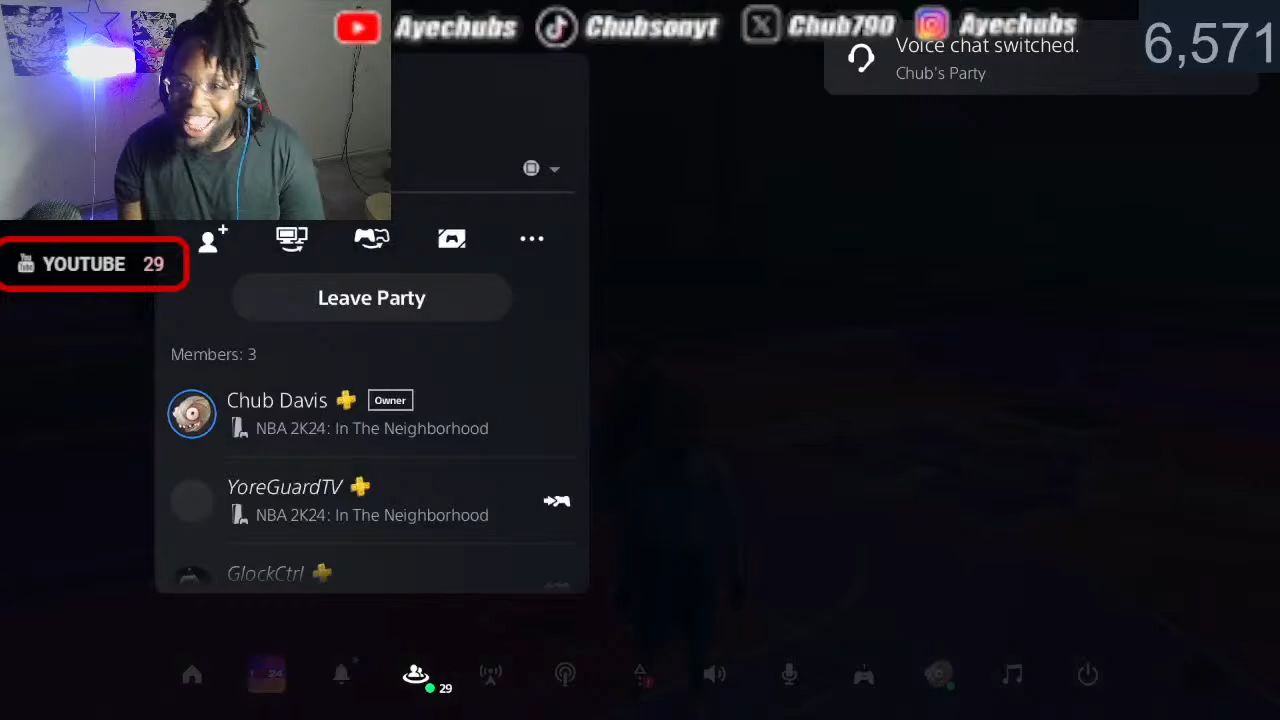 Ayechubs Chubsonyt Chub790 Ayechubs
6,571
Voice chat switched.
Chub's Party
YOUTUBE 29
Leave Party
Members: 3
Chub Davis Owner
NBA 2K24: In The Neighborhood
YoreGuardTV
NBA 2K24: In The Neighborhood
GlockCtrl
24
29